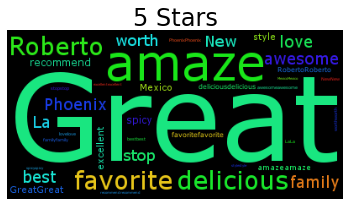 5 Stars
Roberto
worth
New
style
love
recommend
amaze
awesome
RobertoRoberto
Great
Mexico
deliciousdelicious
Phoenix
La
spicy
favoritefavorite
excellent
stop
amazeamaze
best
GreatGreat
favorite
delicious
family